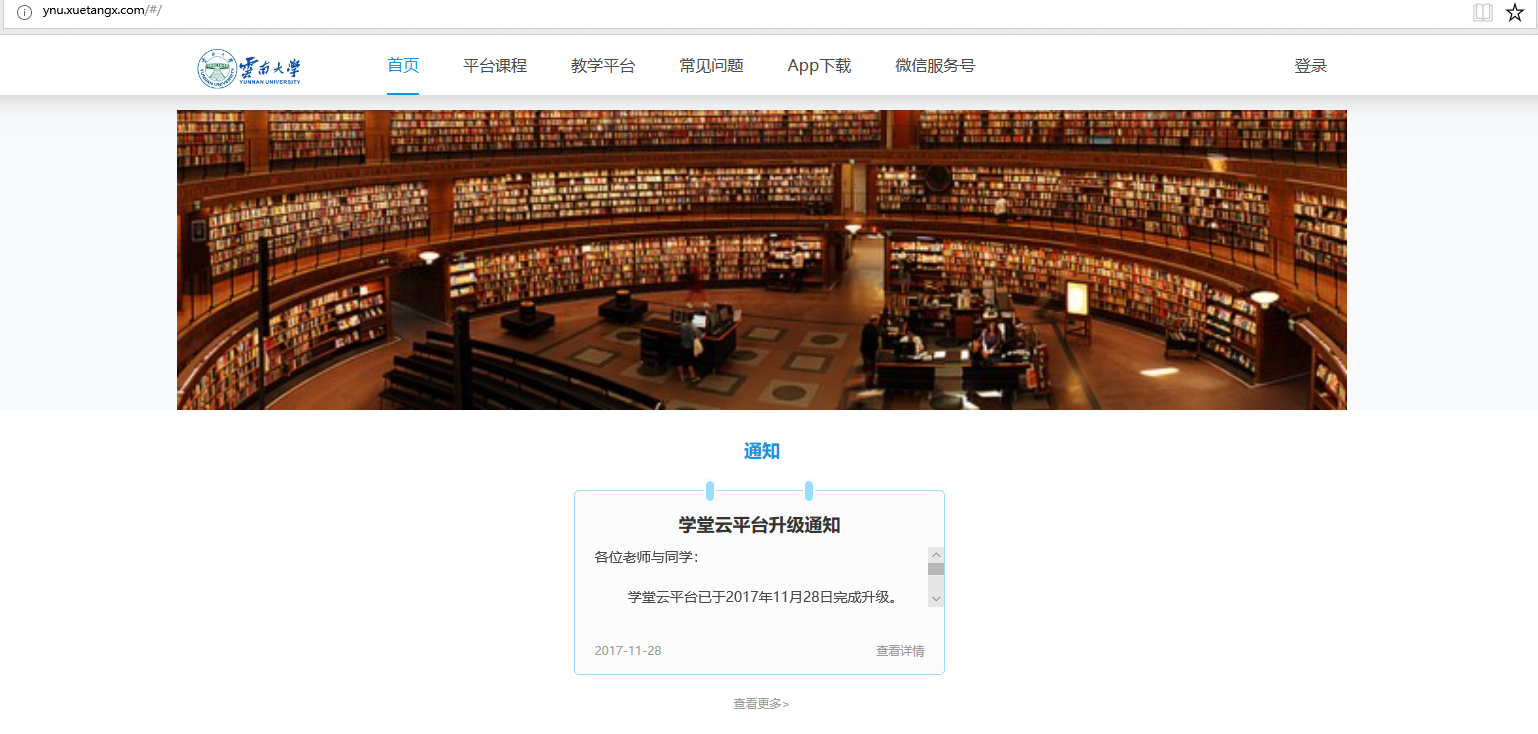 ynu.xuetangx.com/#/
雲南大學
YUNNAN UNIVERSITY
首页 平台课程 教学平台 常见问题 App下载 微信服务号 登录
通知
学堂云平台升级通知
各位老师与同学：
学堂云平台已于2017年11月28日完成升级。
2017-11-28 查看详情
查看更多>